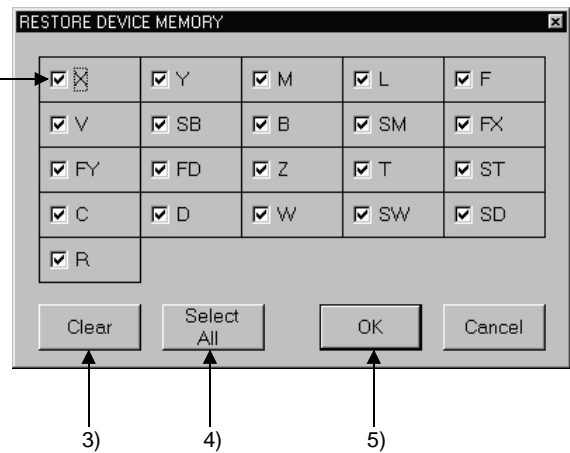 RESTORE DEVICE MEMORY
X Y M L F
V SB B SM FX
FY FD Z T ST
C D W SW SD
R
Clear Select All OK Cancel
3) 4) 5)